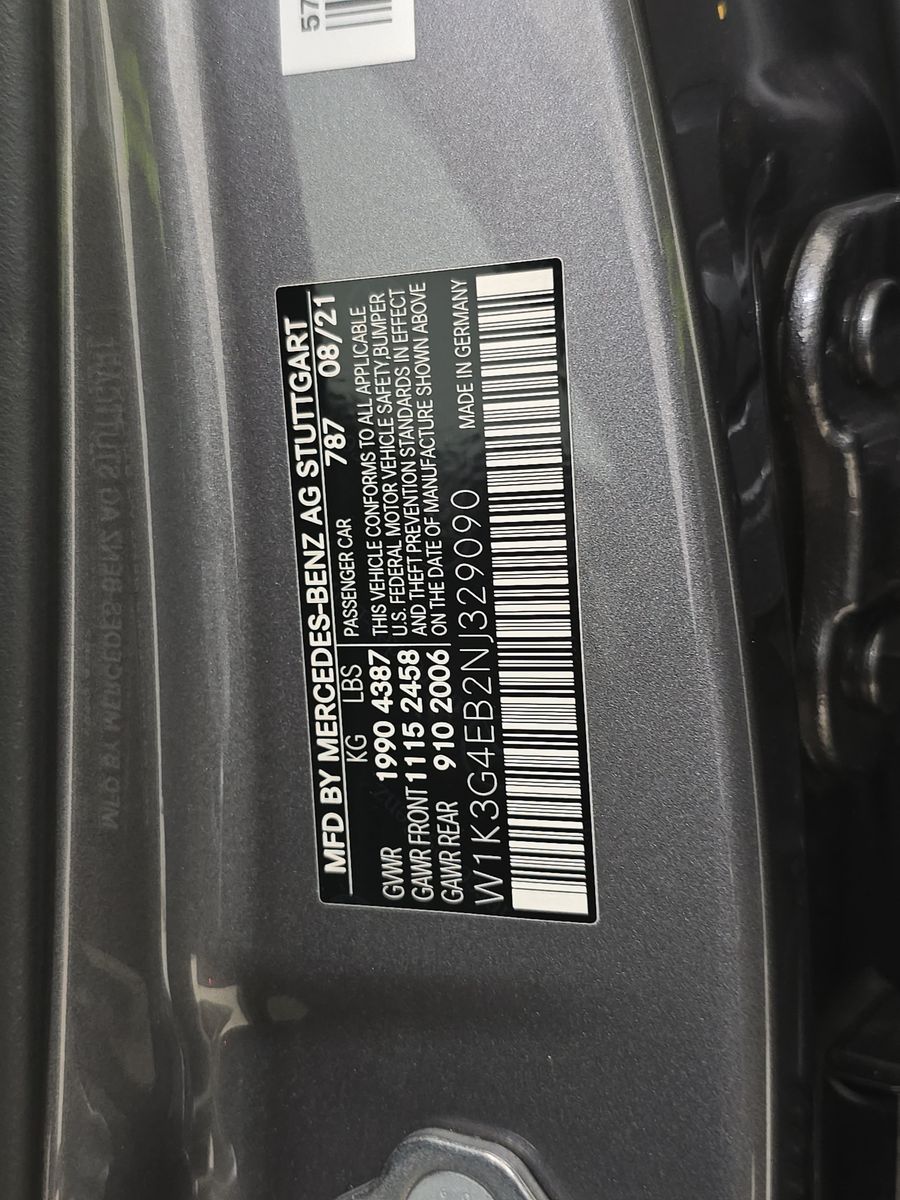 57
MFD BY MERCEDES-BENZ AG STUTTGART
KG LBS PASSENGER CAR 787 08/21
GVWR 1990 4387 THIS VEHICLE CONFORMS TO ALL APPLICABLE
GAWR FRONT 1115 2458 U.S. FEDERAL MOTOR VEHICLE SAFETY, BUMPER
GAWR REAR 910 2006 AND THEFT PREVENTION STANDARDS IN EFFECT
ON THE DATE OF MANUFACTURE SHOWN ABOVE
W1K3G4EB2NJ329090 MADE IN GERMANY